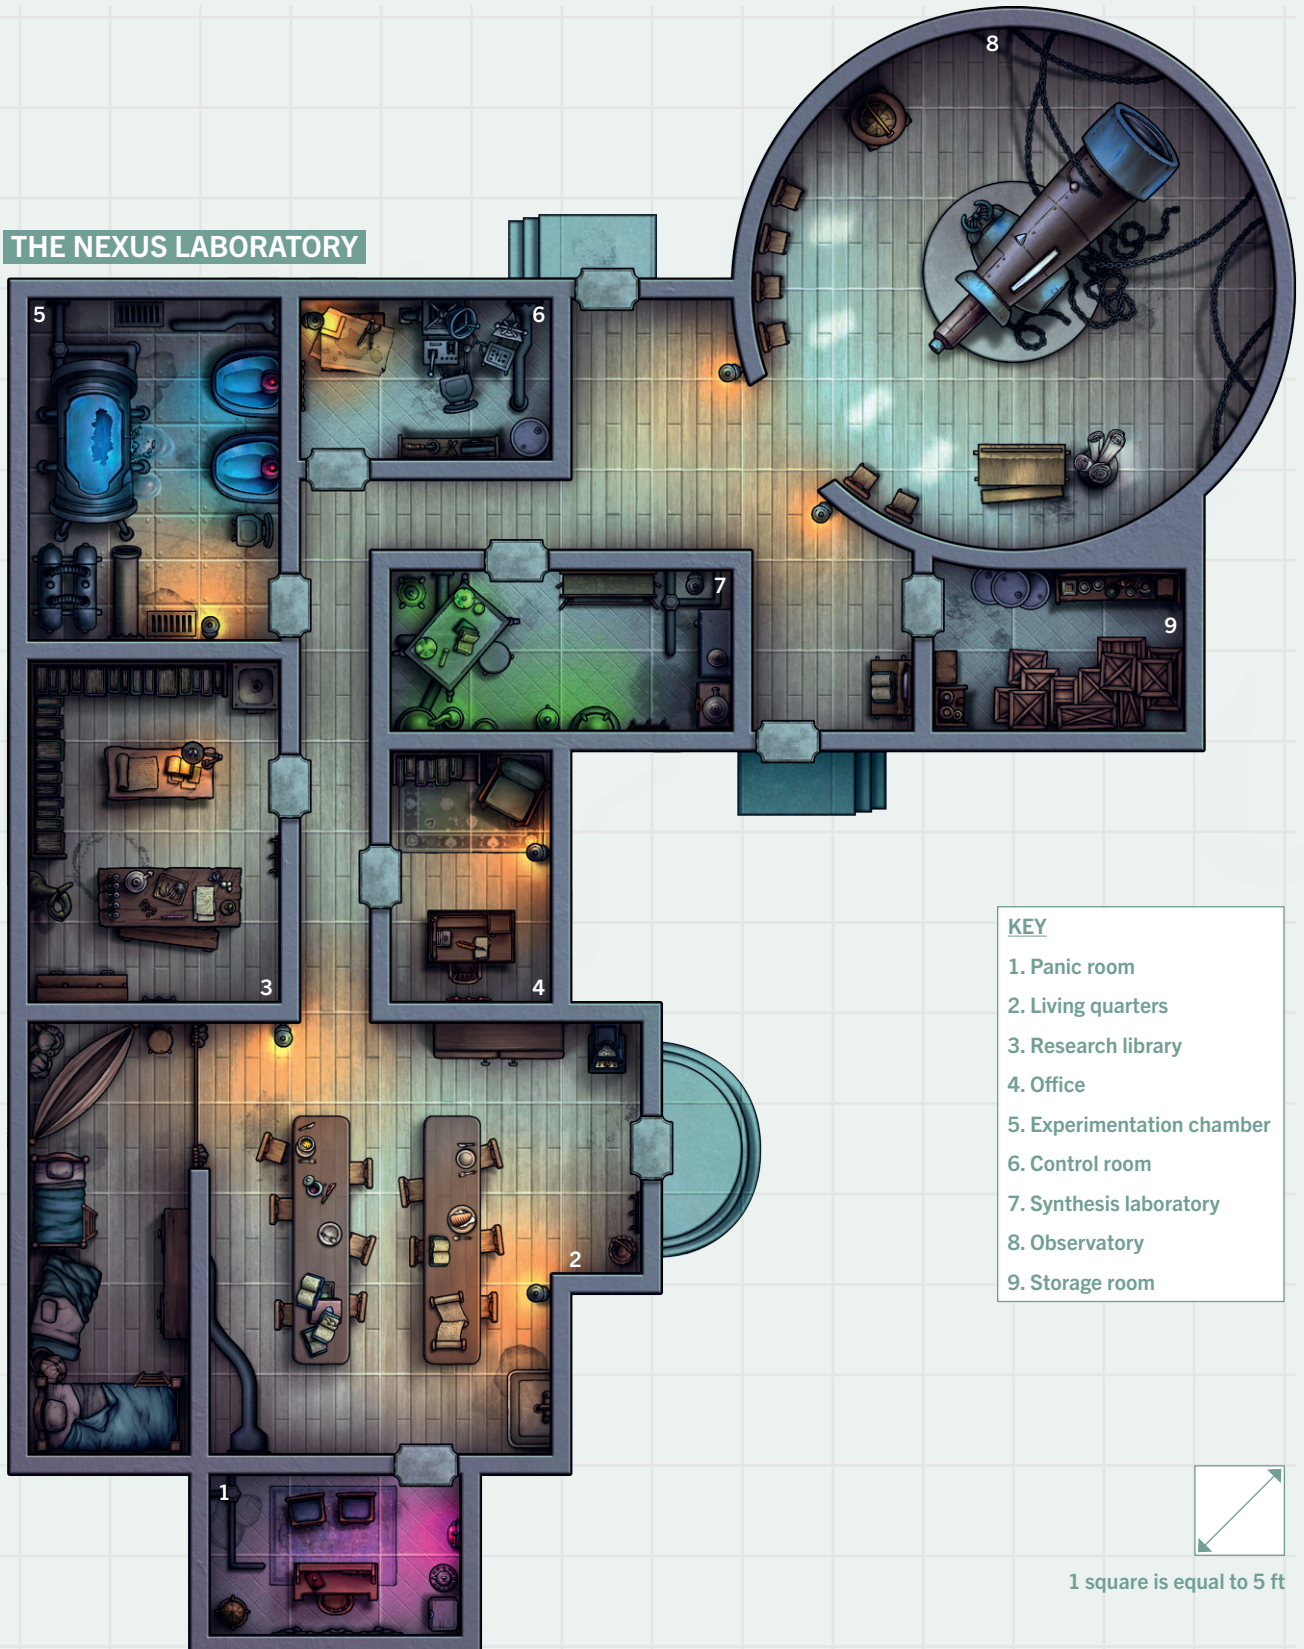 8
THE NEXUS LABORATORY
5
6
7
9
3
4
2
1
KEY
1. Panic room
2. Living quarters
3. Research library
4. Office
5. Experimentation chamber
6. Control room
7. Synthesis laboratory
8. Observatory
9. Storage room
1 square is equal to 5 ft